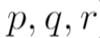 p, q, r